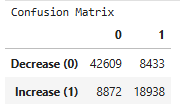 Confusion Matrix
0 1
Decrease (0) 42609 8433
Increase (1) 8872 18938